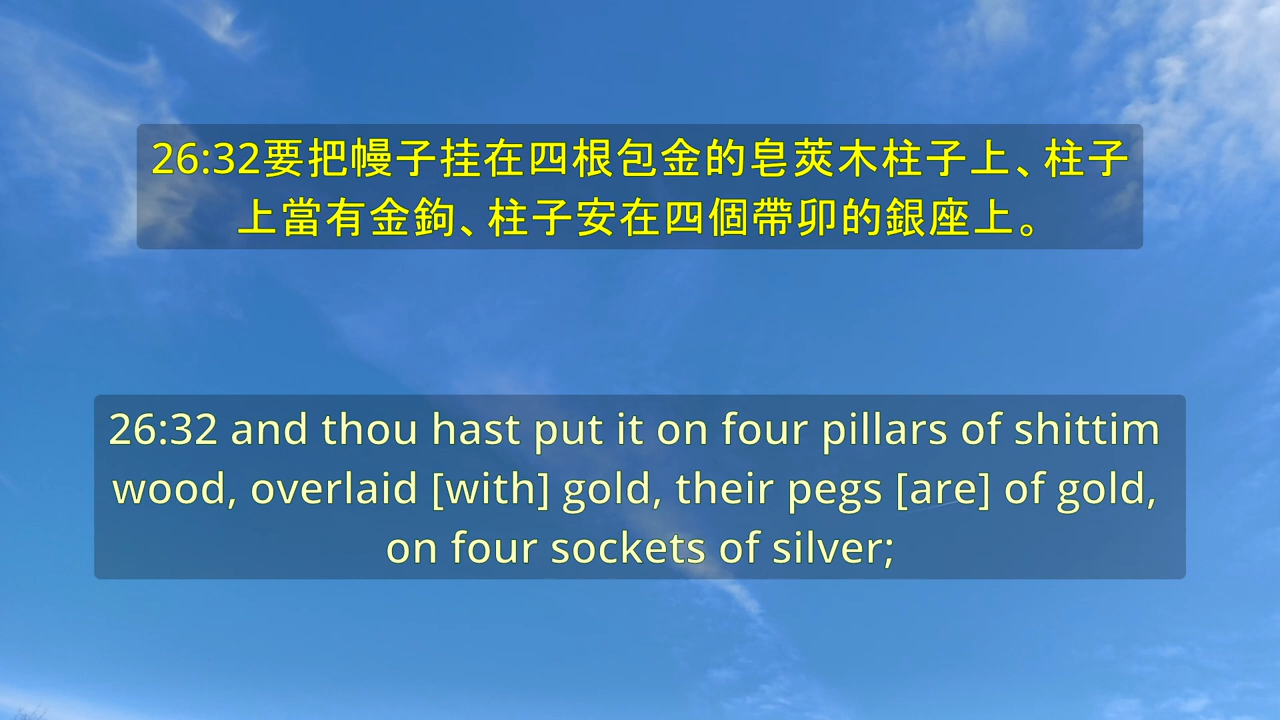 26:32要把幔子挂在四根包金的皂莢木柱子上、柱子
上當有金鉤、柱子安在四個帶卯的銀座上。
26:32 and thou hast put it on four pillars of shittim
wood, overlaid [with] gold, their pegs [are] of gold,
on four sockets of silver;